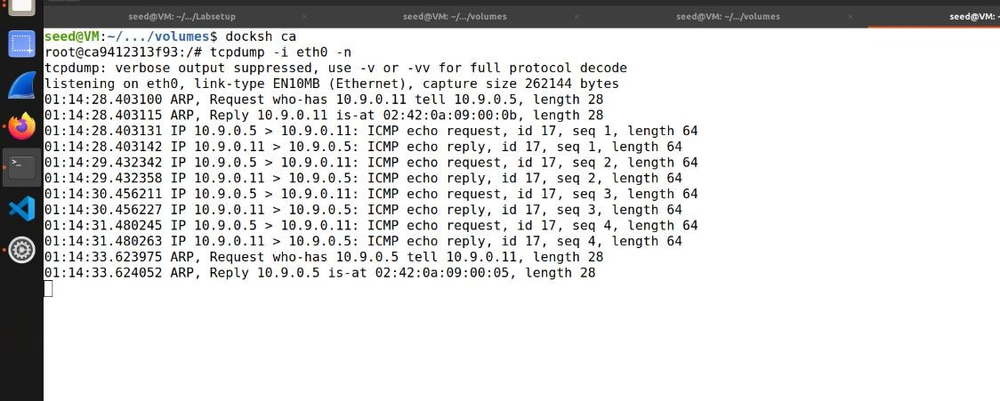 seed@VM: ~/.../Labsetup × seed@VM: ~/.../volumes × seed@VM: ~/.../volumes × seed@VM: ~
seed@VM:~/.../volumes$ docksh ca
root@ca9412313f93:/# tcpdump -i eth0 -n
tcpdump: verbose output suppressed, use -v or -vv for full protocol decode
listening on eth0, link-type EN10MB (Ethernet), capture size 262144 bytes
01:14:28.403100 ARP, Request who-has 10.9.0.11 tell 10.9.0.5, length 28
01:14:28.403115 ARP, Reply 10.9.0.11 is-at 02:42:0a:09:00:0b, length 28
01:14:28.403131 IP 10.9.0.5 > 10.9.0.11: ICMP echo request, id 17, seq 1, length 64
01:14:28.403142 IP 10.9.0.11 > 10.9.0.5: ICMP echo reply, id 17, seq 1, length 64
01:14:29.432342 IP 10.9.0.5 > 10.9.0.11: ICMP echo request, id 17, seq 2, length 64
01:14:29.432358 IP 10.9.0.11 > 10.9.0.5: ICMP echo reply, id 17, seq 2, length 64
01:14:30.456211 IP 10.9.0.5 > 10.9.0.11: ICMP echo request, id 17, seq 3, length 64
01:14:30.456227 IP 10.9.0.11 > 10.9.0.5: ICMP echo reply, id 17, seq 3, length 64
01:14:31.480245 IP 10.9.0.5 > 10.9.0.11: ICMP echo request, id 17, seq 4, length 64
01:14:31.480263 IP 10.9.0.11 > 10.9.0.5: ICMP echo reply, id 17, seq 4, length 64
01:14:33.623975 ARP, Request who-has 10.9.0.5 tell 10.9.0.11, length 28
01:14:33.624052 ARP, Reply 10.9.0.5 is-at 02:42:0a:09:00:05, length 28